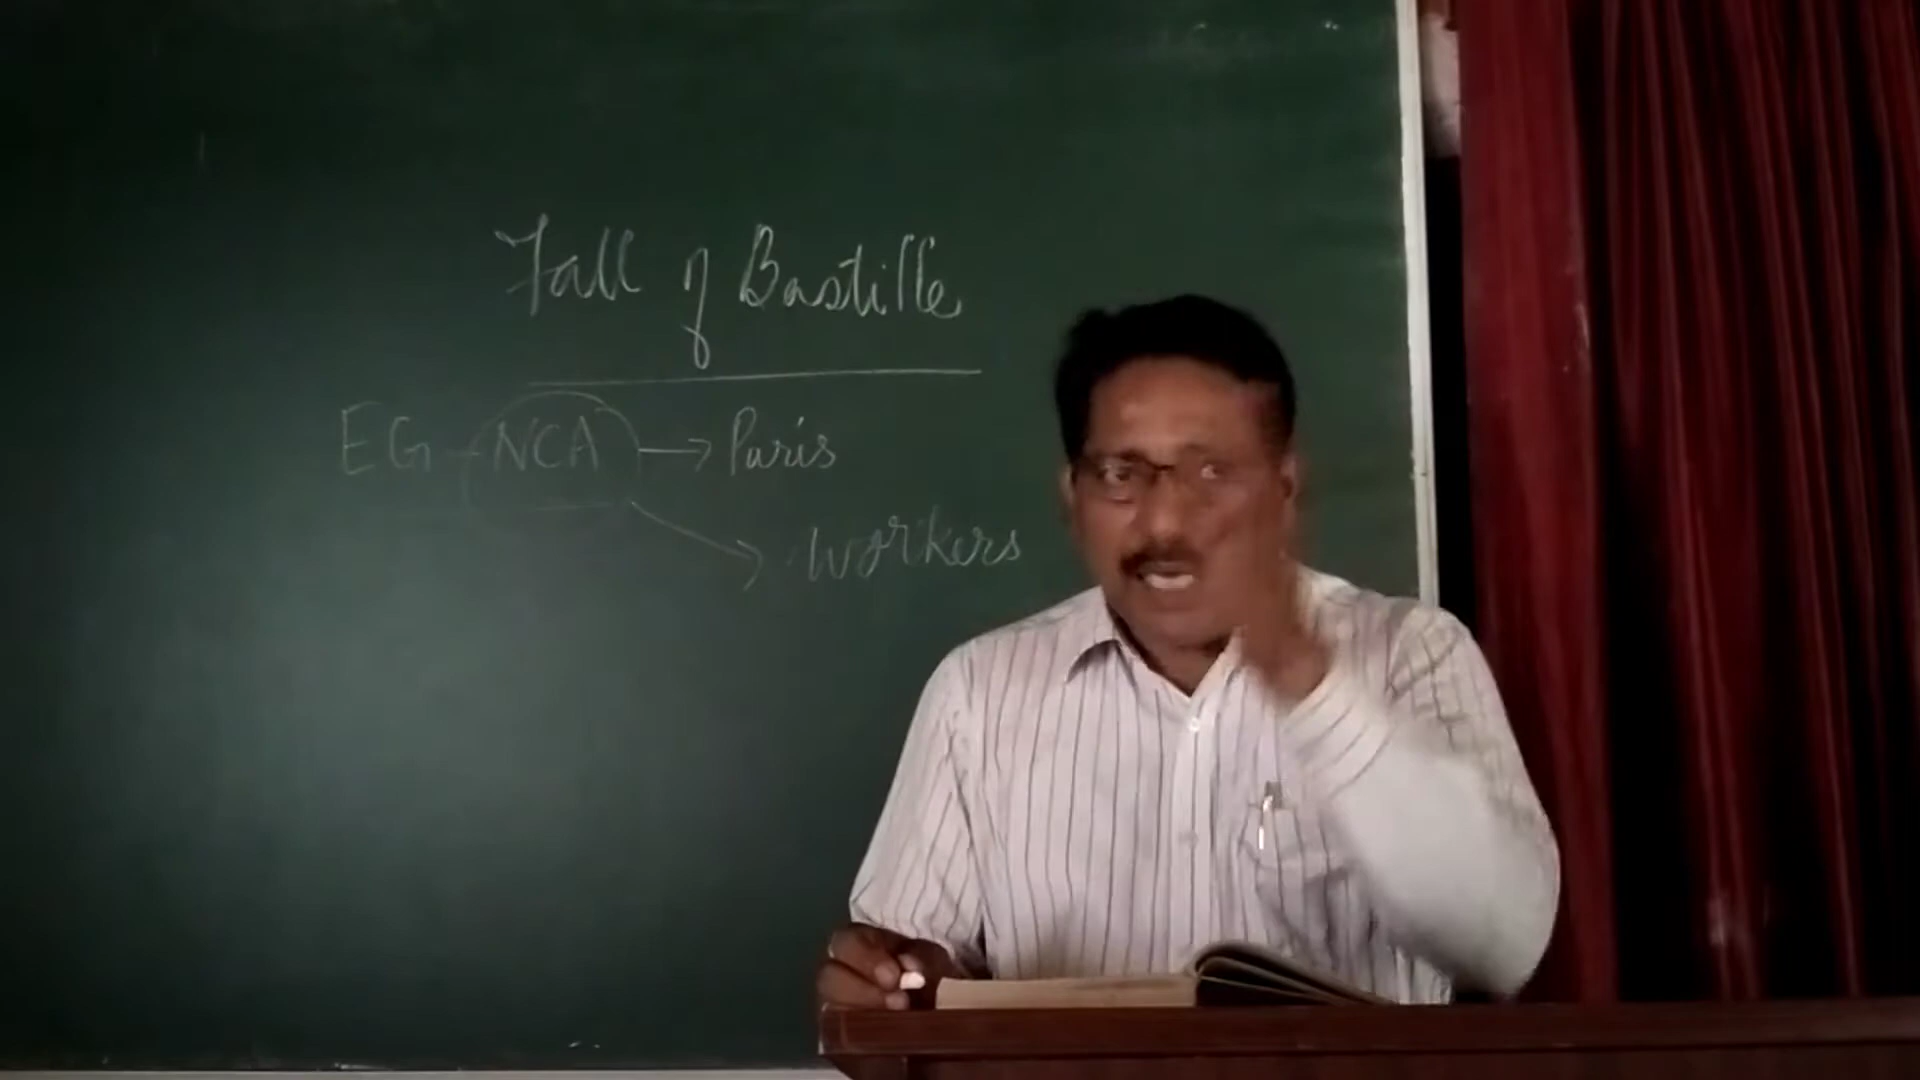 Fall of Bastille
EG - NCA → Paris
→ Workers